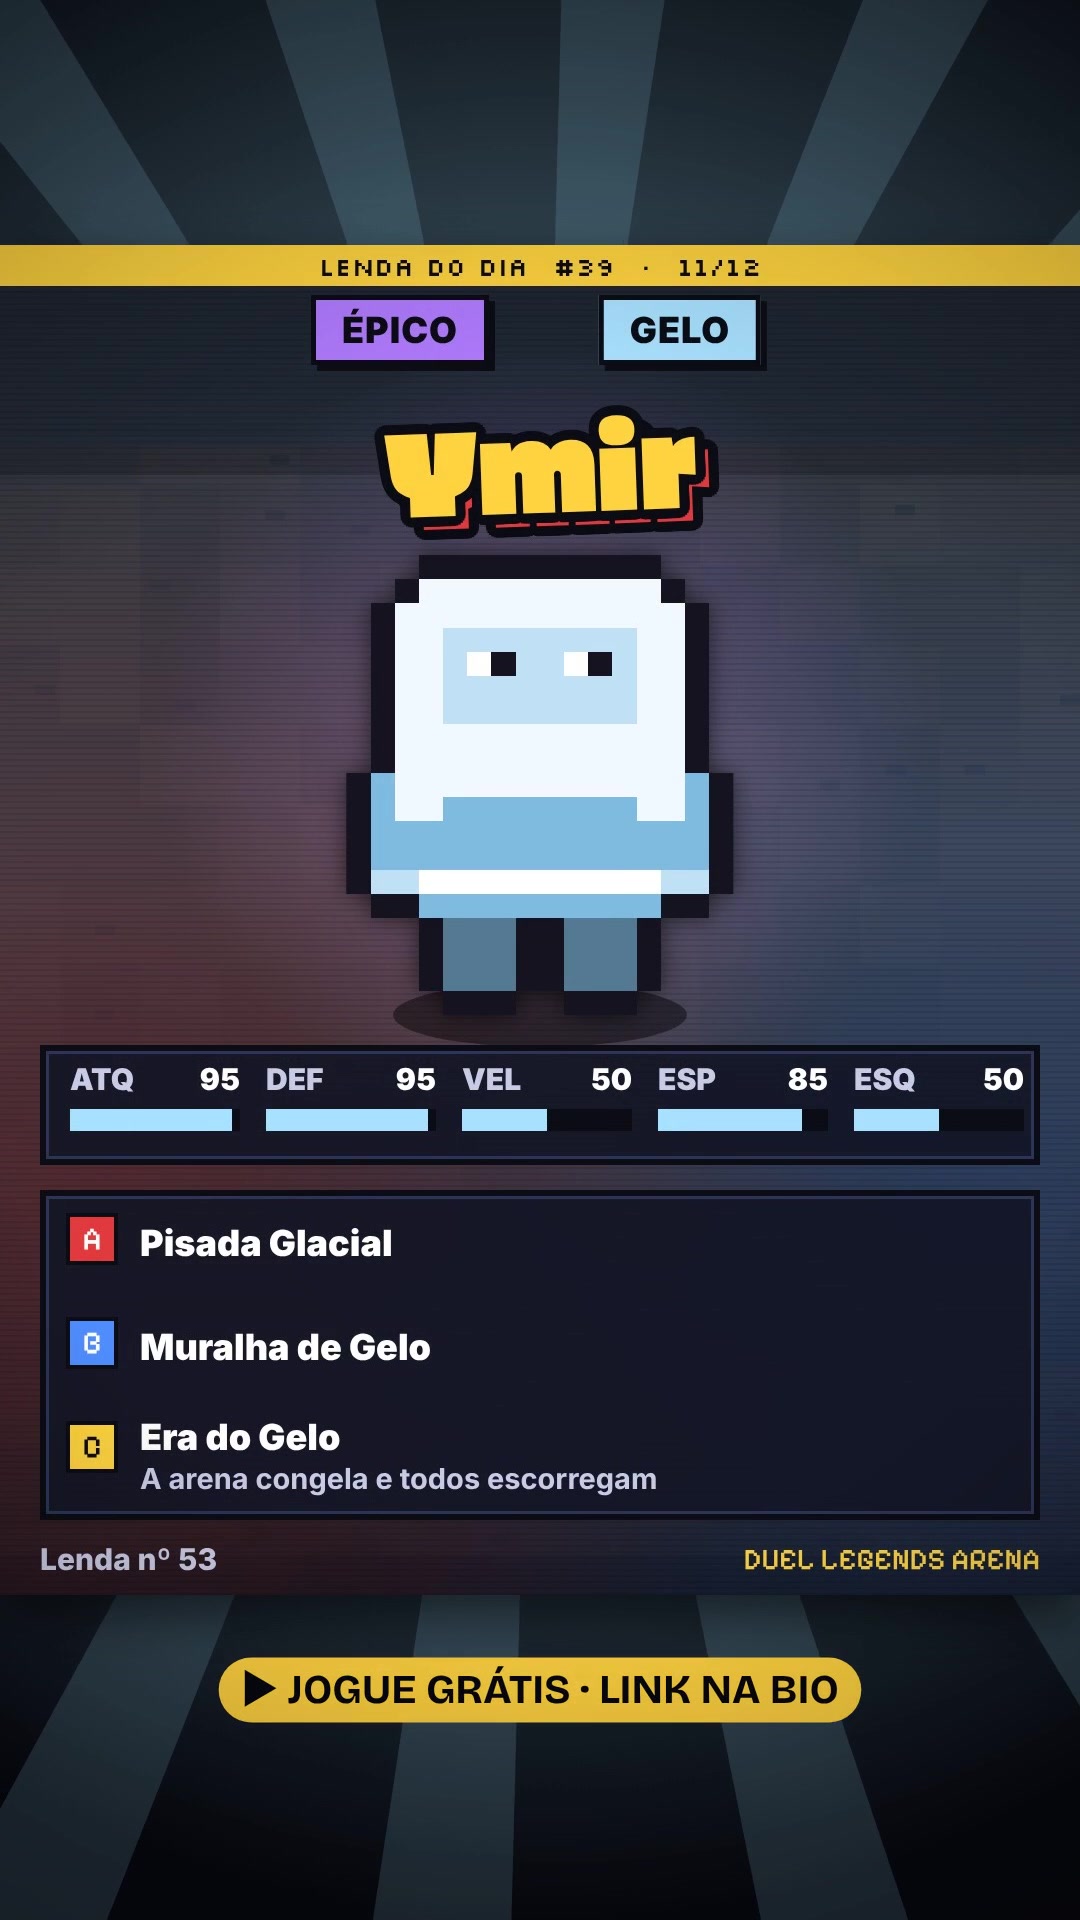 LENDA DO DIA #39 · 11/12
ÉPICO GELO
Ymir
ATQ 95 DEF 95 VEL 50 ESP 85 ESQ 50
A Pisada Glacial
B Muralha de Gelo
C Era do Gelo
A arena congela e todos escorregam
Lenda nº 53 DUEL LEGENDS ARENA
▶ JOGUE GRÁTIS · LINK NA BIO